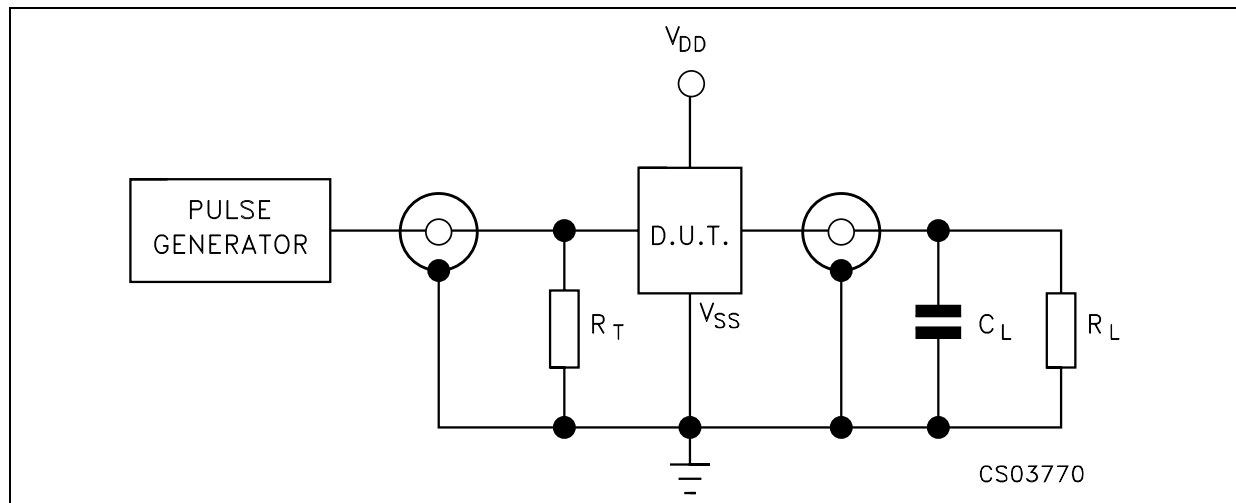 VDD
PULSE
GENERATOR
D.U.T.
VSS
RT
CL
RL
CS03770